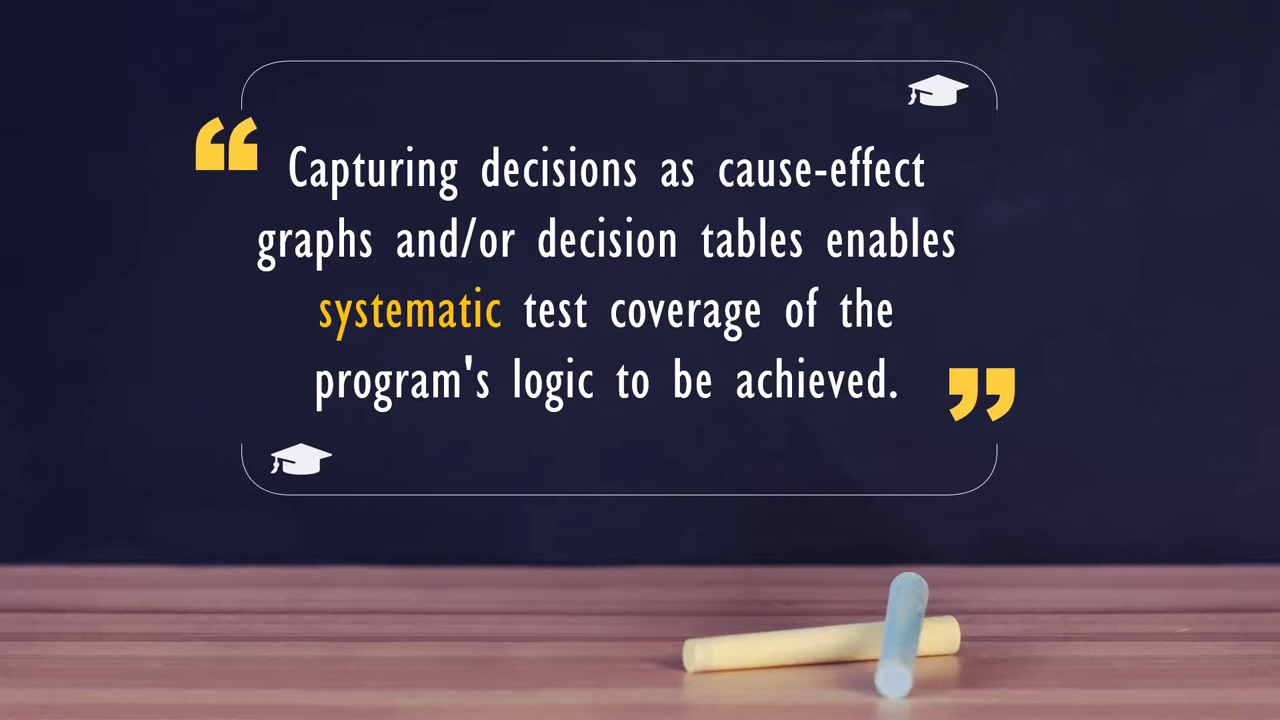 “ Capturing decisions as cause-effect
graphs and/or decision tables enables
systematic test coverage of the
program's logic to be achieved. ”